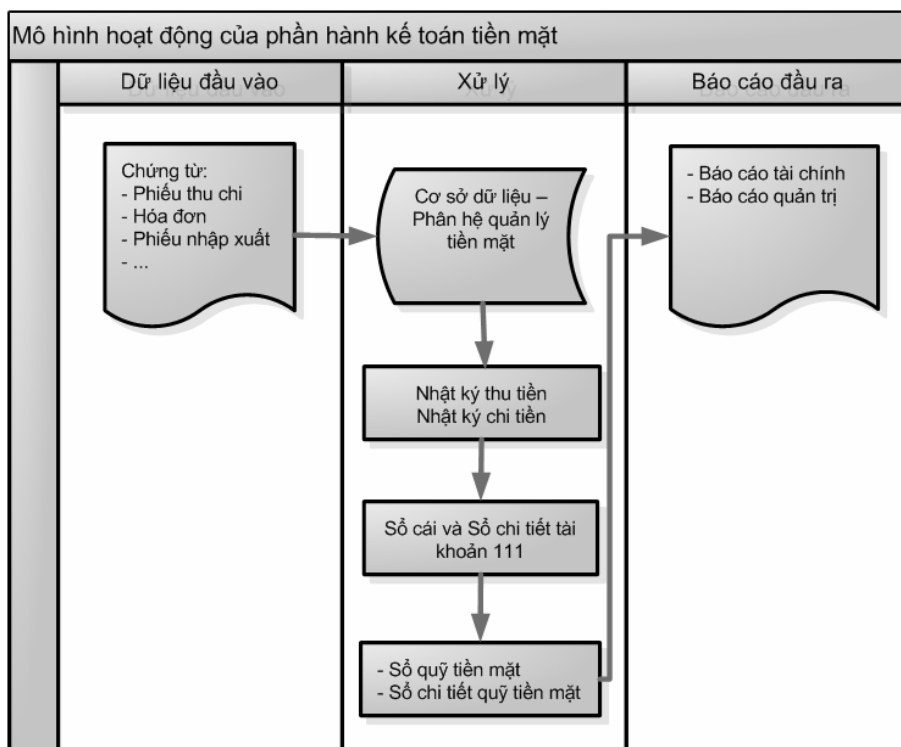 Mô hình hoạt động của phần hành kế toán tiền mặt
Dữ liệu đầu vào
Xử lý
Báo cáo đầu ra
Chứng từ:
- Phiếu thu chi
- Hóa đơn
- Phiếu nhập xuất
- ...
Cơ sở dữ liệu –
Phân hệ quản lý
tiền mặt
Nhật ký thu tiền
Nhật ký chi tiền
Sổ cái và Sổ chi tiết tài
khoản 111
- Sổ quỹ tiền mặt
- Sổ chi tiết quỹ tiền mặt
- Báo cáo tài chính
- Báo cáo quản trị